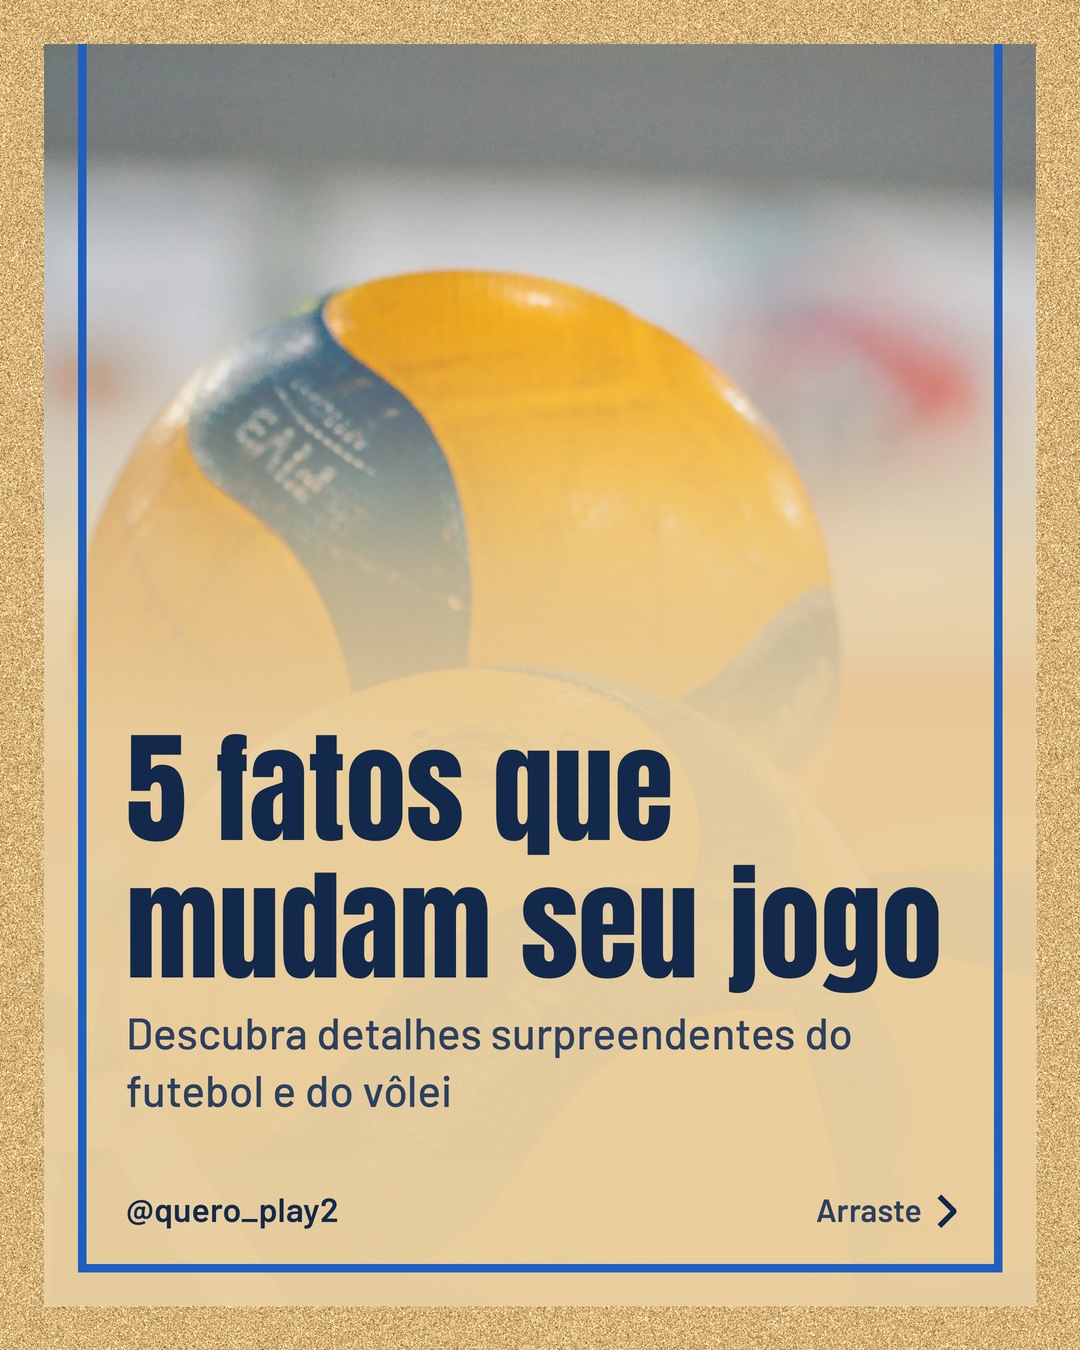 5 fatos que
mudam seu jogo
Descubra detalhes surpreendentes do
futebol e do vôlei
@quero_play2
Arraste